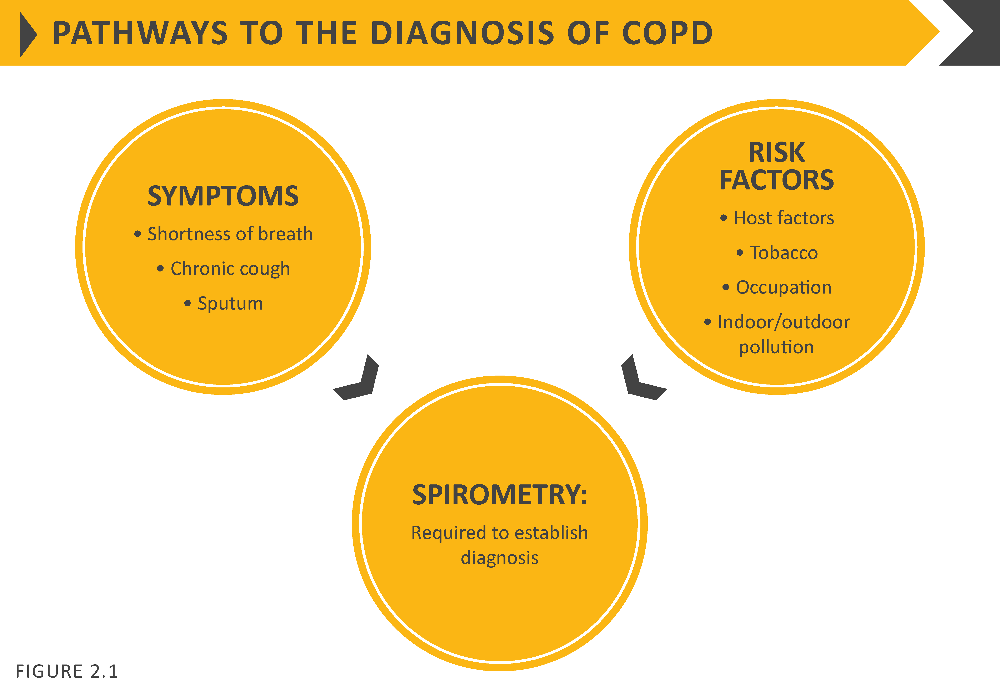 PATHWAYS TO THE DIAGNOSIS OF COPD
SYMPTOMS
• Shortness of breath
• Chronic cough
• Sputum
RISK
FACTORS
• Host factors
• Tobacco
• Occupation
• Indoor/outdoor
pollution
SPIROMETRY:
Required to establish
diagnosis
FIGURE 2.1